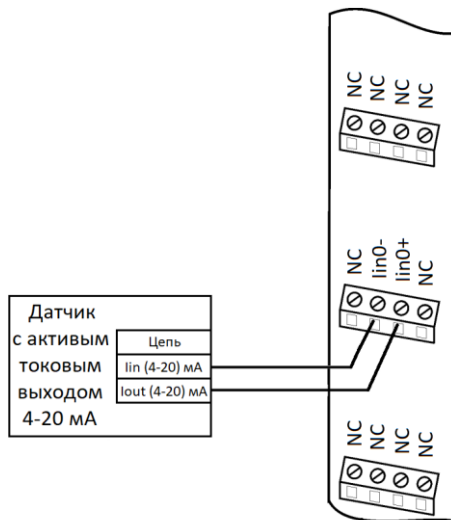 NC NC NC NC
NC Iin0- Iin0+ NC
Датчик
с активым
токовым
выходом
4-20 мА
Цепь
Iin (4-20) мА
Iout (4-20) мА
NC NC NC NC